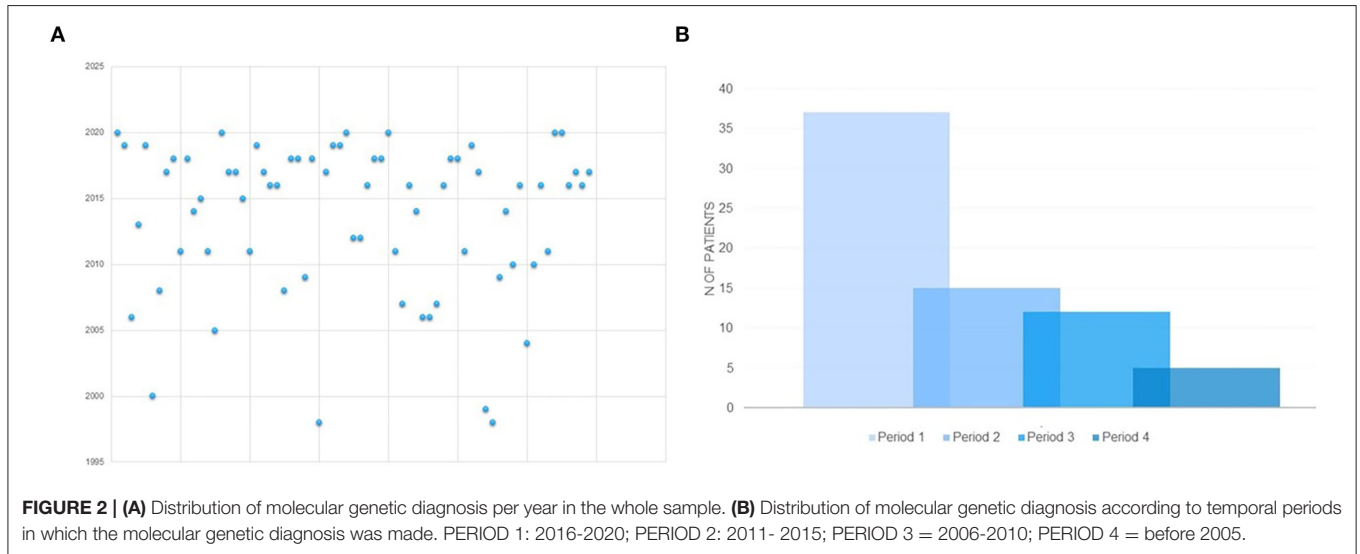 A
2025
2020
2015
2010
2005
2000
1995
B
N OF PATIENTS
40
35
30
25
20
15
10
5
0
Period 1 Period 2 Period 3 Period 4
FIGURE 2 | (A) Distribution of molecular genetic diagnosis per year in the whole sample. (B) Distribution of molecular genetic diagnosis according to temporal periods
in which the molecular genetic diagnosis was made. PERIOD 1: 2016-2020; PERIOD 2: 2011- 2015; PERIOD 3 = 2006-2010; PERIOD 4 = before 2005.